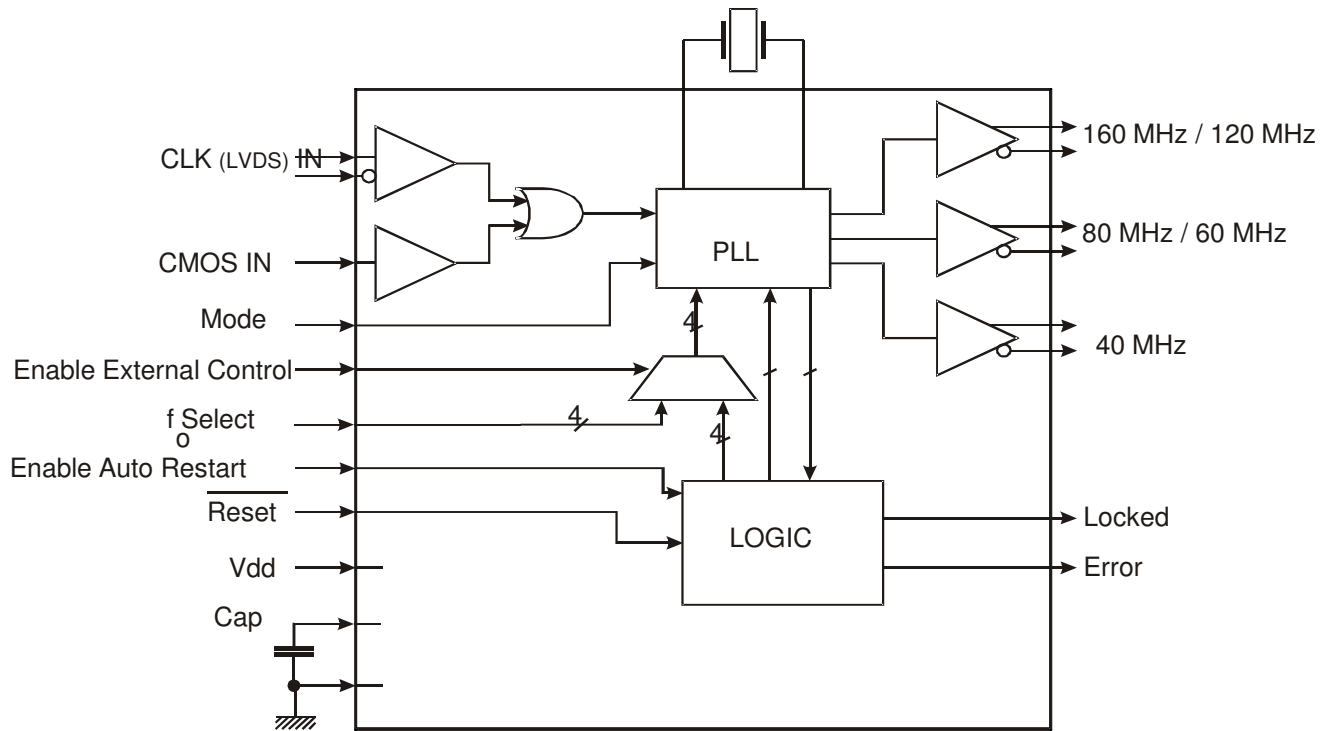 160 MHz / 120 MHz
CLK (LVDS) IN
80 MHz / 60 MHz
PLL
CMOS IN
Mode
4
40 MHz
Enable External Control
f Select
o
4
4
Enable Auto Restart
Reset
LOGIC
Locked
Vdd
Error
Cap